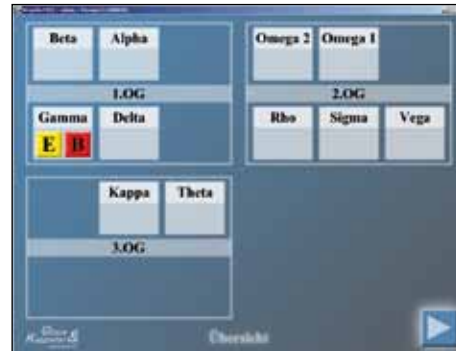 Beta Alpha
1.OG
Gamma Delta
E B
Omega 2 Omega 1
2.OG
Rho Sigma Vega
Kappa Theta
3.OG
Übersicht